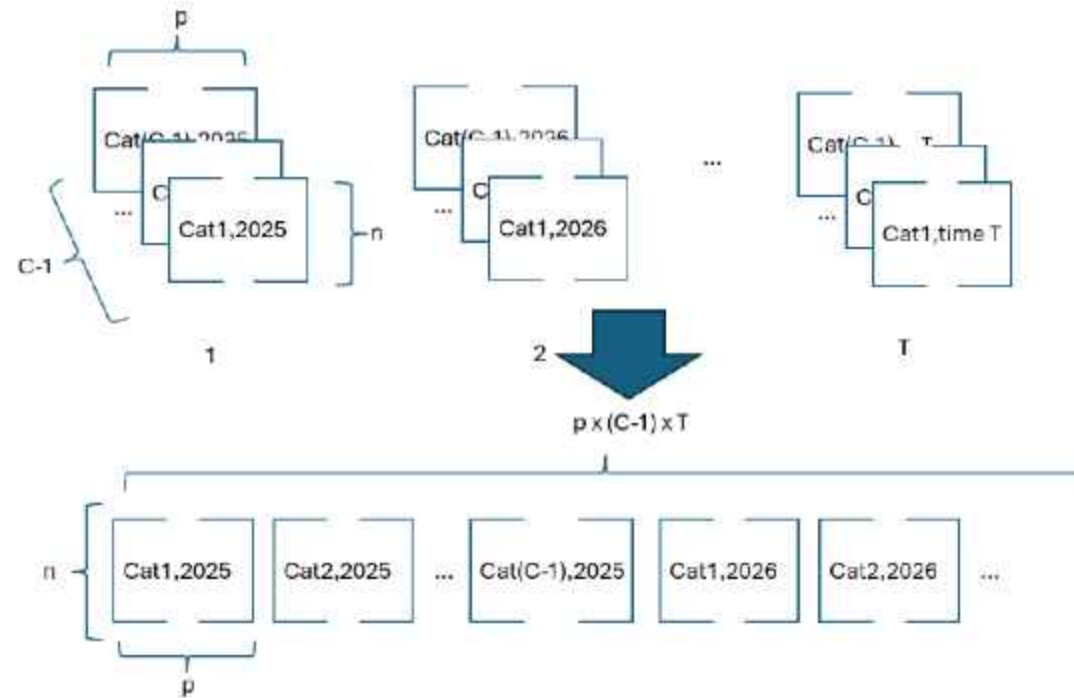 p
Cat(C-1),2025
Cat(C-1),2026
...
C
C
C
...
...
...
Cat1,2025
Cat1,2026
Cat1,time T
n
C-1
1
2
T
p x (C-1) x T
n
Cat1,2025
Cat2,2025
...
Cat(C-1),2025
Cat1,2026
Cat2,2026
...
p